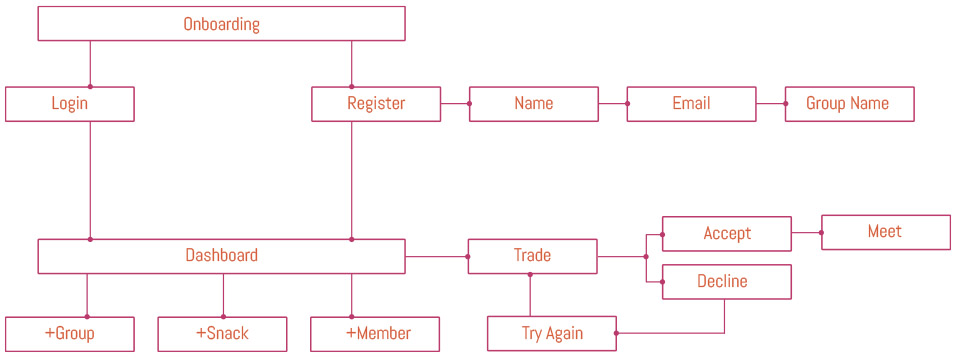 Onboarding
Login
Register
Name
Email
Group Name
Dashboard
Trade
Accept
Meet
Decline
+Group
+Snack
+Member
Try Again